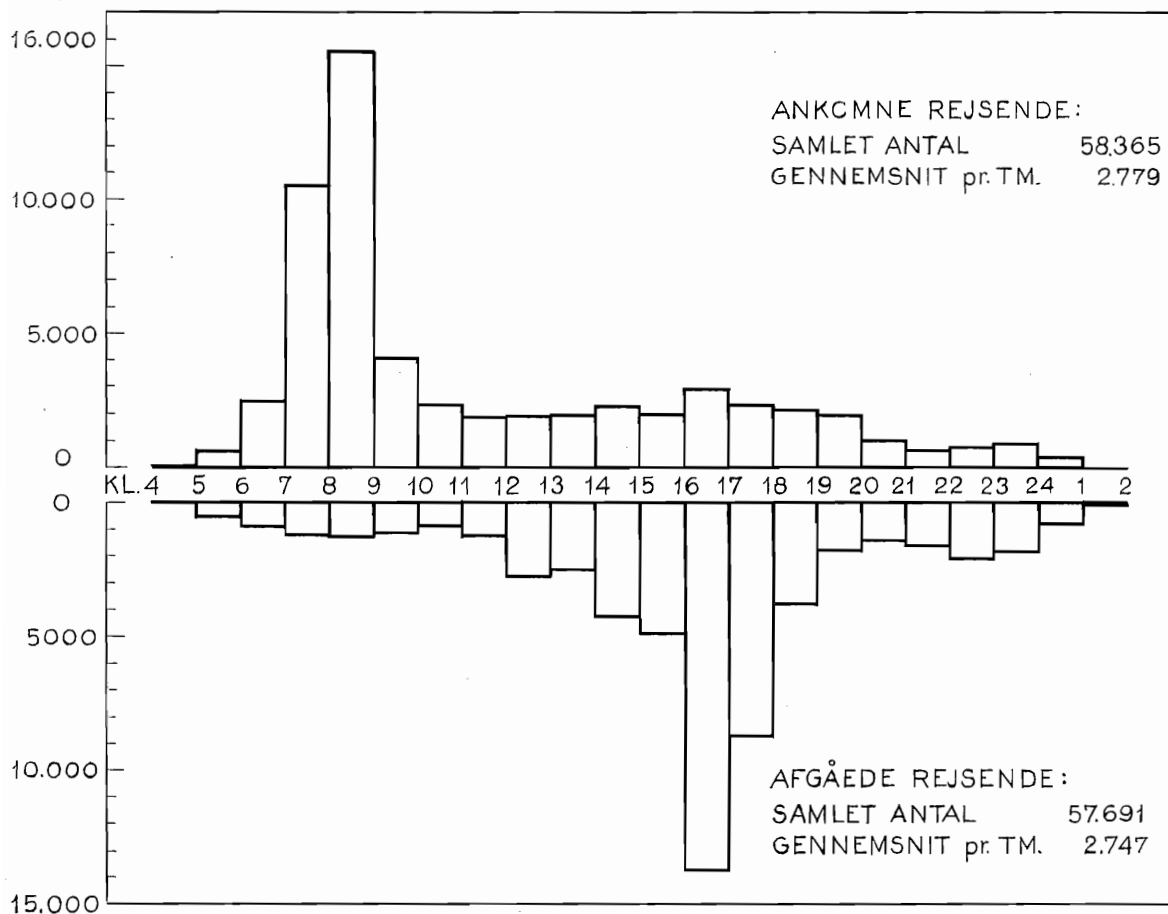 16.000
ANKOMNE REJSENDE:
SAMLET ANTAL 58.365
GENNEMSNIT pr. TM. 2.779
10.000
5.000
0
KL. 4 5 6 7 8 9 10 11 12 13 14 15 16 17 18 19 20 21 22 23 24 1 2
0
5000
10.000
AFGÅEDE REJSENDE:
SAMLET ANTAL 57.691
GENNEMSNIT pr. TM. 2.747
15.000